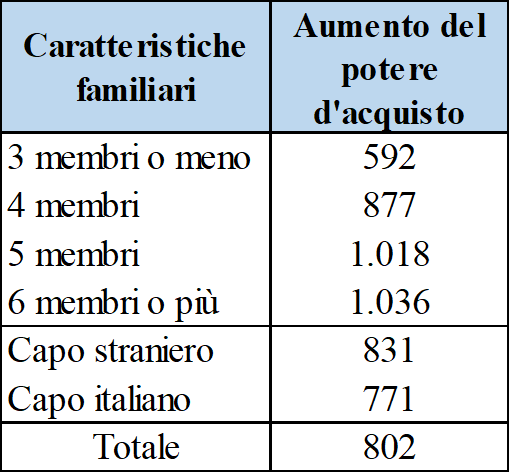 Caratteristiche familiari
Aumento del potere d'acquisto
3 membri o meno 592
4 membri 877
5 membri 1.018
6 membri o più 1.036
Capo straniero 831
Capo italiano 771
Totale 802